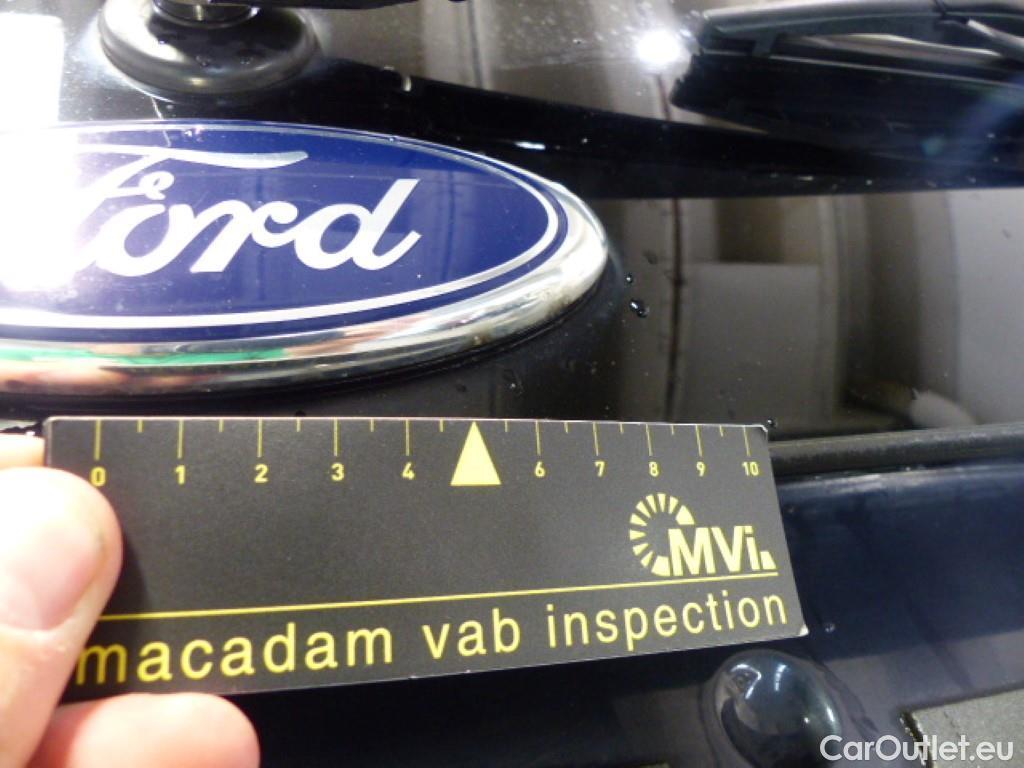 Ford
0 1 2 3 4 6 7 8 9 10
MVi
macadam vab inspection
CarOutlet.eu